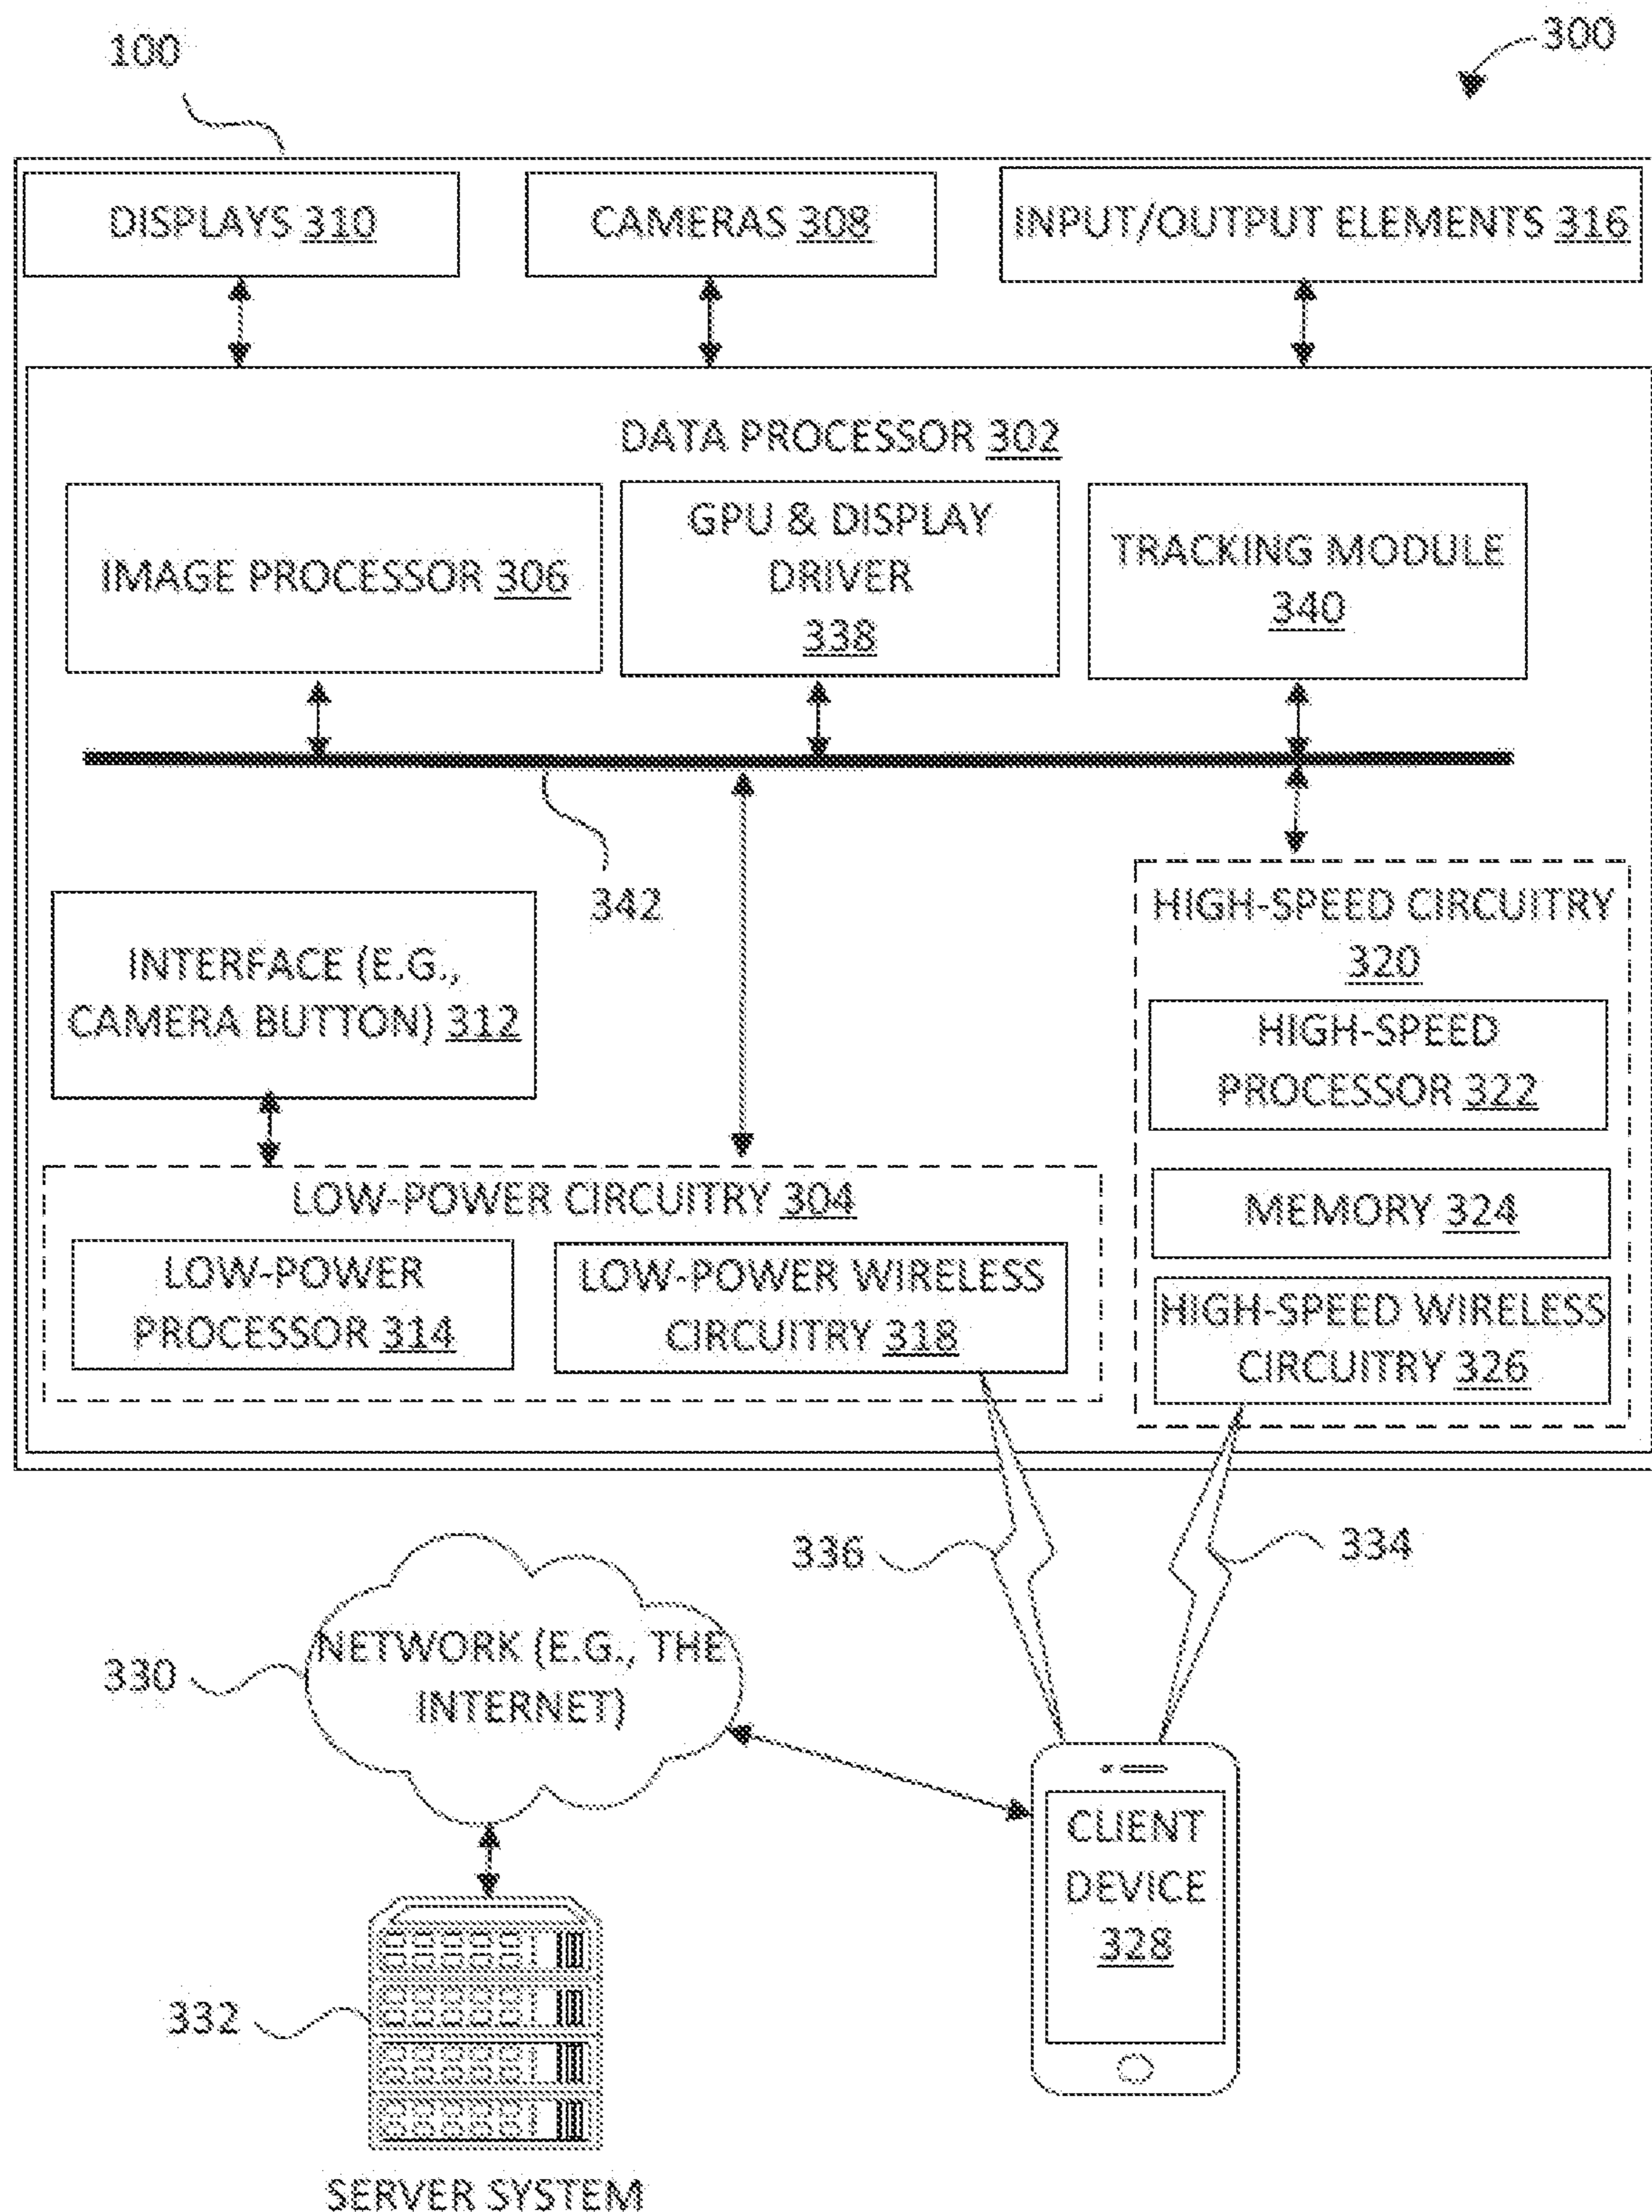 100
300
DISPLAYS 310
CAMERAS 308
INPUT/OUTPUT ELEMENTS 316
DATA PROCESSOR 302
IMAGE PROCESSOR 306
GPU & DISPLAY
DRIVER
338
TRACKING MODULE
340
342
INTERFACE (E.G.,
CAMERA BUTTON) 312
HIGH-SPEED CIRCUITRY
320
HIGH-SPEED
PROCESSOR 322
MEMORY 324
HIGH-SPEED WIRELESS
CIRCUITRY 326
LOW-POWER CIRCUITRY 304
LOW-POWER
PROCESSOR 314
LOW-POWER WIRELESS
CIRCUITRY 318
336
334
330
NETWORK (E.G., THE
INTERNET)
CLIENT
DEVICE
328
332
SERVER SYSTEM